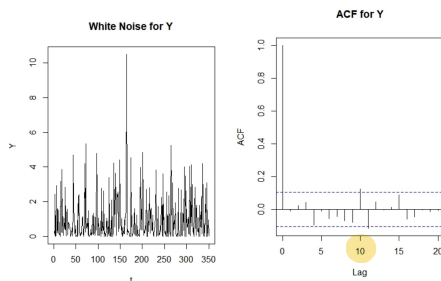 White Noise for Y
Y
0 2 4 6 8 10
0 50 100 150 200 250 300 350
t
ACF for Y
ACF
0.0 0.2 0.4 0.6 0.8 1.0
0 5 10 15 20
Lag